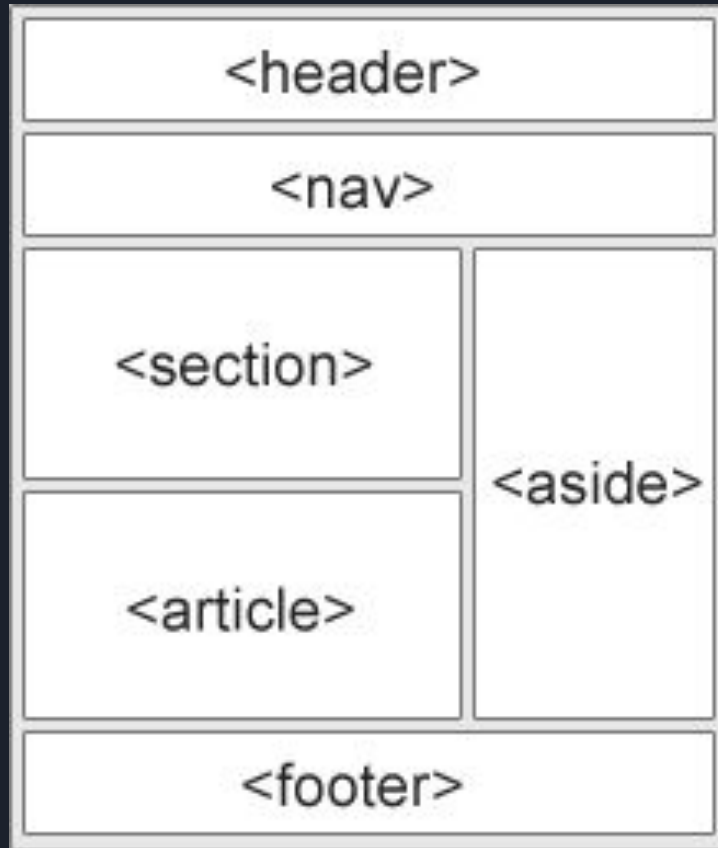 <header>
<nav>
<section>
<aside>
<article>
<footer>